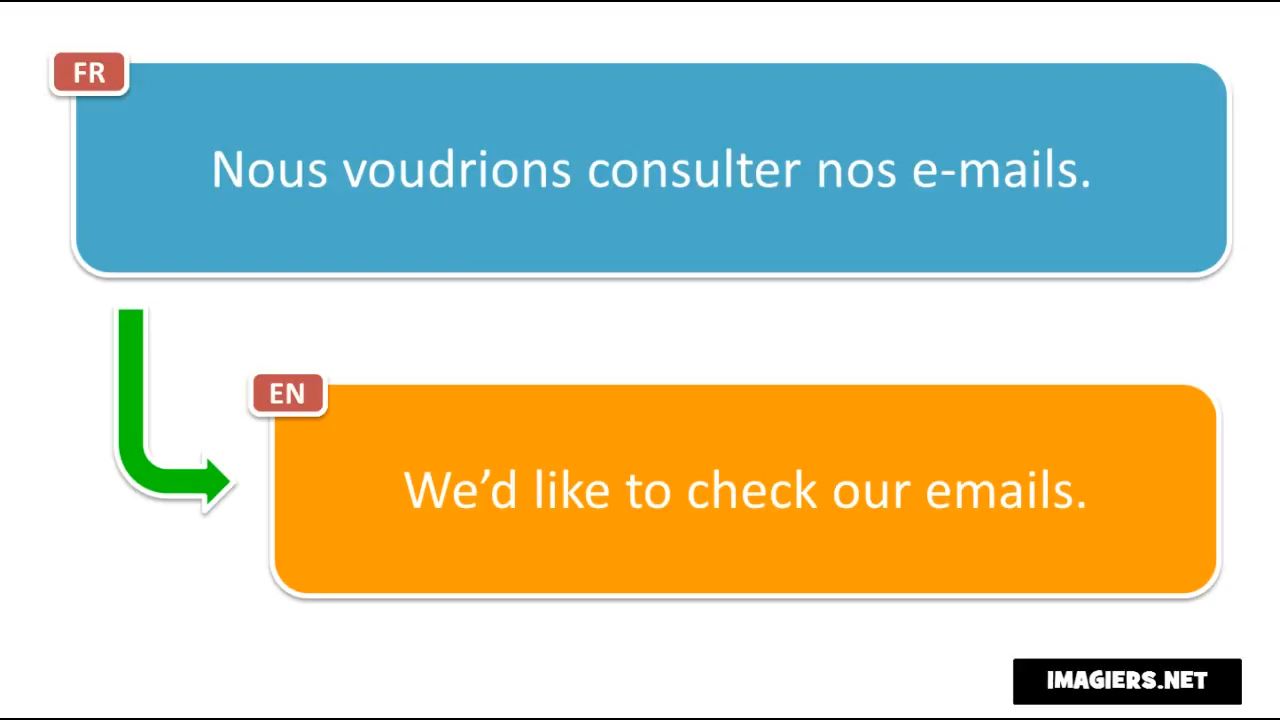 FR
Nous voudrions consulter nos e-mails.
EN
We’d like to check our emails.
IMAGIERS.NET